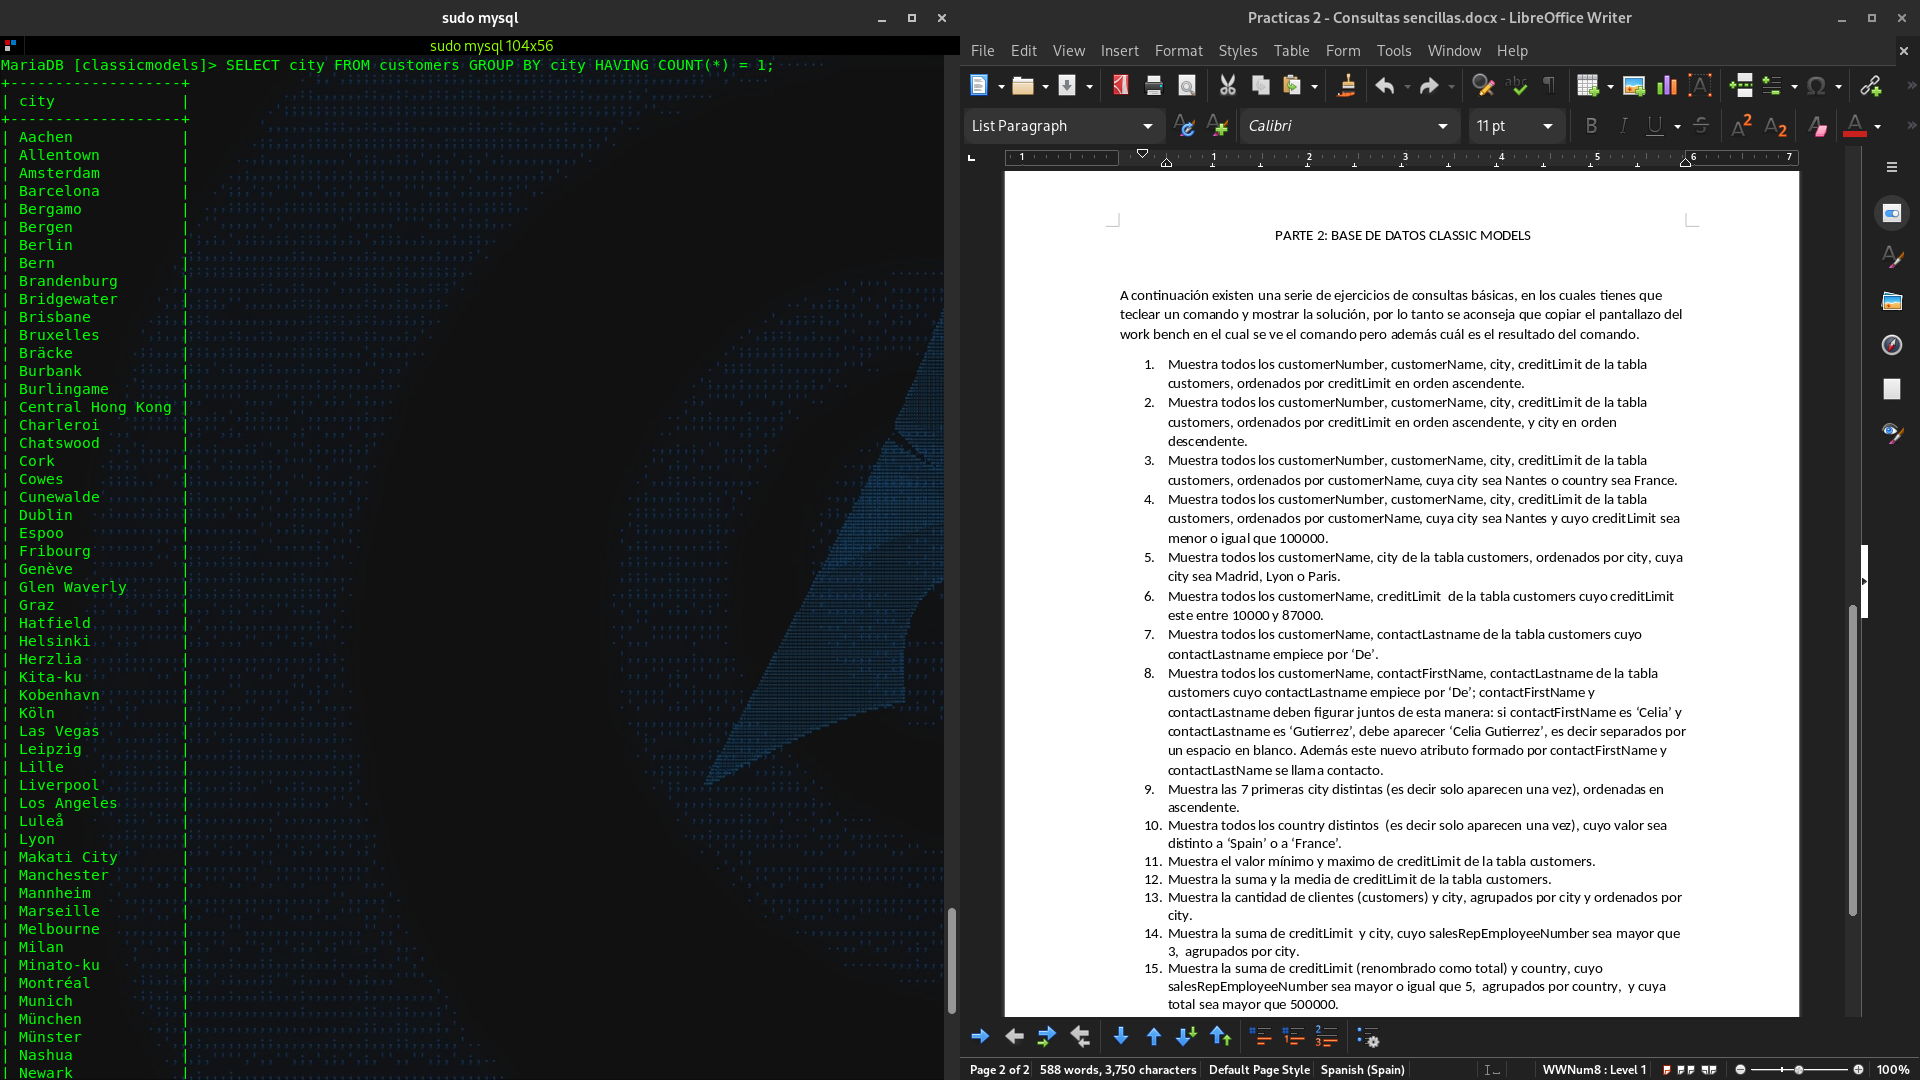 sudo mysql
sudo mysql 104x56
MariaDB [classicmodels]> SELECT city FROM customers GROUP BY city HAVING COUNT(*) = 1;
+-------------------+
| city |
+-------------------+
| Aachen |
| Allentown |
| Amsterdam |
| Barcelona |
| Bergamo |
| Bergen |
| Berlin |
| Bern |
| Brandenburg |
| Bridgewater |
| Brisbane |
| Bruxelles |
| Bräcke |
| Burbank |
| Burlingame |
| Central Hong Kong |
| Charleroi |
| Chatswood |
| Cork |
| Cowes |
| Cunewalde |
| Dublin |
| Espoo |
| Fribourg |
| Genève |
| Glen Waverly |
| Graz |
| Hatfield |
| Helsinki |
| Herzlia |
| Kita-ku |
| Kobenhavn |
| Köln |
| Las Vegas |
| Leipzig |
| Lille |
| Liverpool |
| Los Angeles |
| Luleå |
| Lyon |
| Makati City |
| Manchester |
| Mannheim |
| Marseille |
| Melbourne |
| Milan |
| Minato-ku |
| Montréal |
| Munich |
| München |
| Münster |
| Nashua |
| Newark |
Practicas 2 - Consultas sencillas.docx - LibreOffice Writer
File Edit View Insert Format Styles Table Form Tools Window Help
List Paragraph Calibri 11 pt
1 1 2 3 4 5 6 7
PARTE 2: BASE DE DATOS CLASSIC MODELS
A continuación existen una serie de ejercicios de consultas básicas, en los cuales tienes que
teclear un comando y mostrar la solución, por lo tanto se aconseja que copiar el pantallazo del
work bench en el cual se ve el comando pero además cuál es el resultado del comando.
1. Muestra todos los customerNumber, customerName, city, creditLimit de la tabla
customers, ordenados por creditLimit en orden ascendente.
2. Muestra todos los customerNumber, customerName, city, creditLimit de la tabla
customers, ordenados por creditLimit en orden ascendente, y city en orden
descendente.
3. Muestra todos los customerNumber, customerName, city, creditLimit de la tabla
customers, ordenados por customerName, cuya city sea Nantes o country sea France.
4. Muestra todos los customerNumber, customerName, city, creditLimit de la tabla
customers, ordenados por customerName, cuya city sea Nantes y cuyo creditLimit sea
menor o igual que 100000.
5. Muestra todos los customerName, city de la tabla customers, ordenados por city, cuya
city sea Madrid, Lyon o Paris.
6. Muestra todos los customerName, creditLimit de la tabla customers cuyo creditLimit
este entre 10000 y 87000.
7. Muestra todos los customerName, contactLastname de la tabla customers cuyo
contactLastname empiece por ‘De’.
8. Muestra todos los customerName, contactFirstName, contactLastname de la tabla
customers cuyo contactLastname empiece por ‘De’; contactFirstName y
contactLastname deben figurar juntos de esta manera: si contactFirstName es ‘Celia’ y
contactLastname es ‘Gutierrez’, debe aparecer ‘Celia Gutierrez’, es decir separados por
un espacio en blanco. Además este nuevo atributo formado por contactFirstName y
contactLastName se llama contacto.
9. Muestra las 7 primeras city distintas (es decir solo aparecen una vez), ordenadas en
ascendente.
10. Muestra todos los country distintos (es decir solo aparecen una vez), cuyo valor sea
distinto a ‘Spain’ o a ‘France’.
11. Muestra el valor mínimo y maximo de creditLimit de la tabla customers.
12. Muestra la suma y la media de creditLimit de la tabla customers.
13. Muestra la cantidad de clientes (customers) y city, agrupados por city y ordenados por
city.
14. Muestra la suma de creditLimit y city, cuyo salesRepEmployeeNumber sea mayor que
3, agrupados por city.
15. Muestra la suma de creditLimit (renombrado como total) y country, cuyo
salesRepEmployeeNumber sea mayor o igual que 5, agrupados por country, y cuya
total sea mayor que 500000.
Page 2 of 2 588 words, 3,750 characters Default Page Style Spanish (Spain) WWNum8 : Level 1 100%